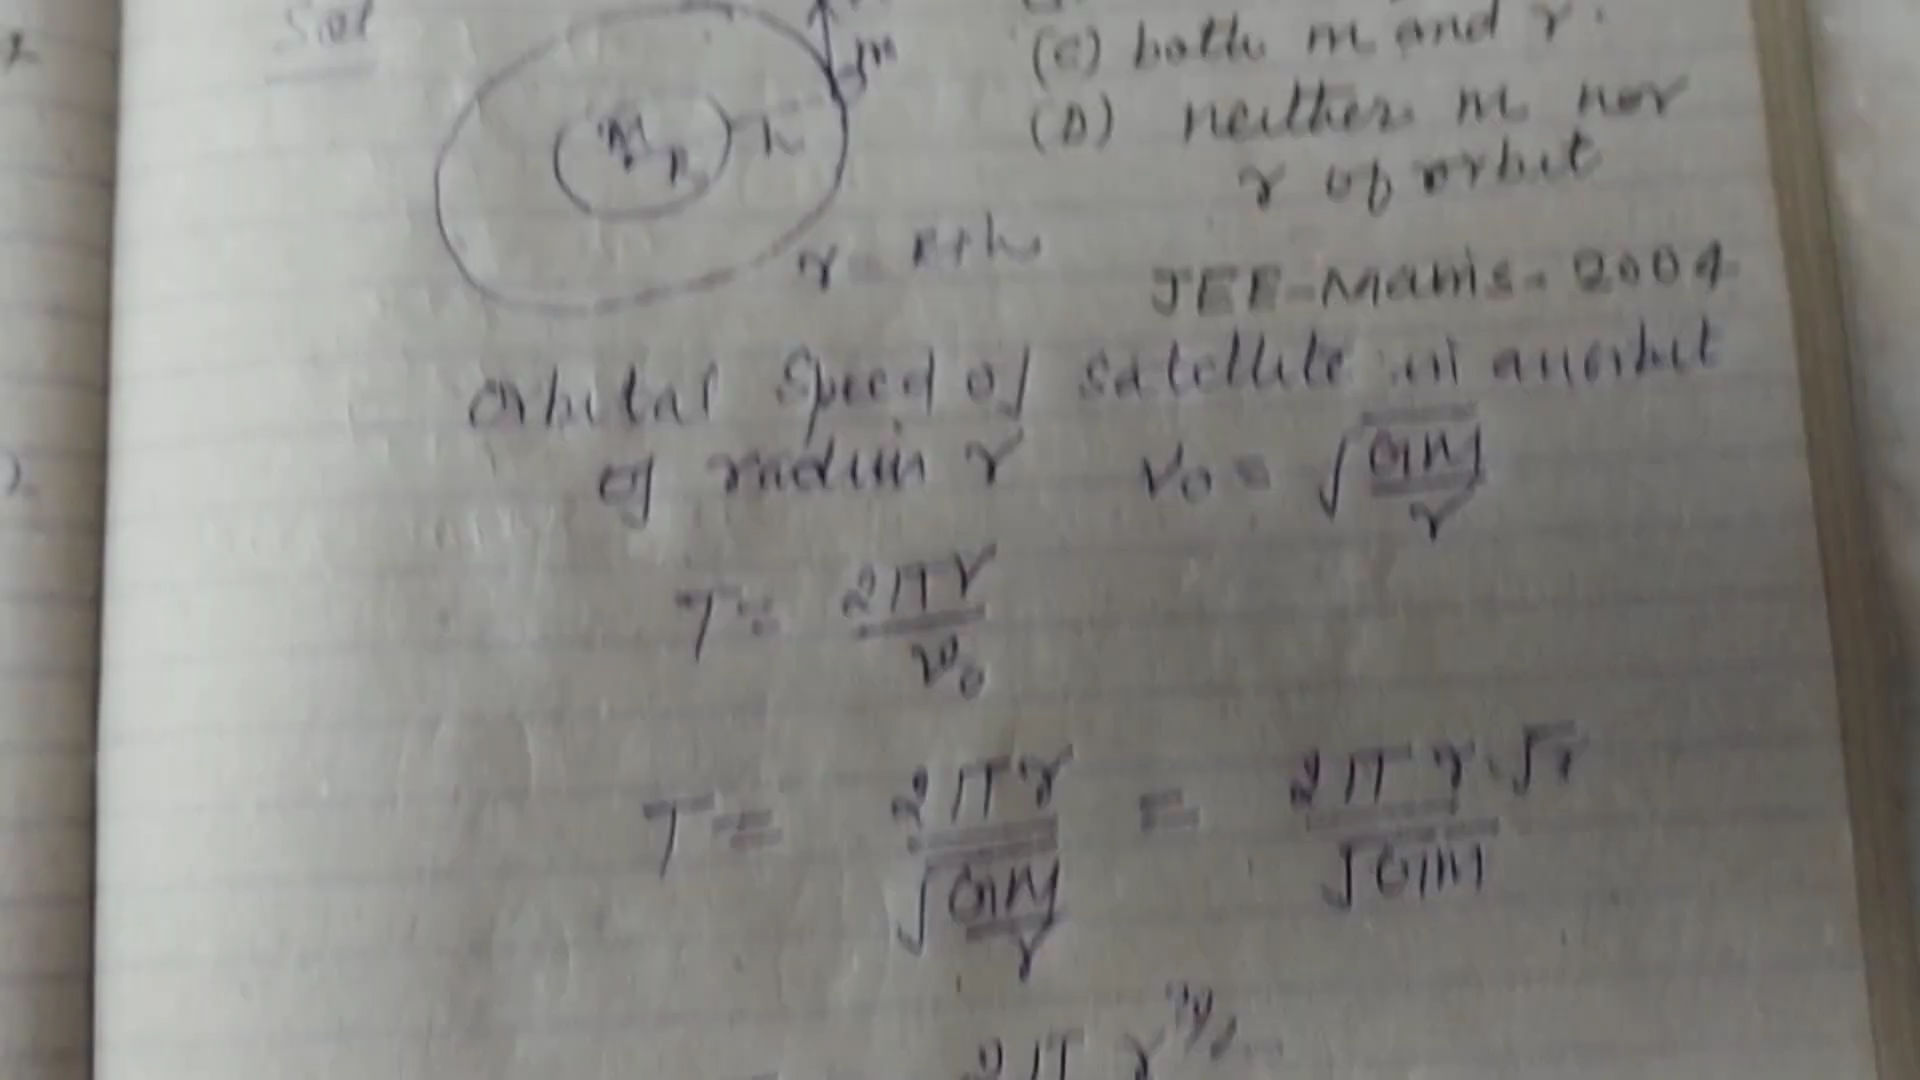 Sol
m
(C) both m and r.
M
R
h
(D) neither m nor
r of orbit
r = R+h
JEE-Mains-2004
orbital speed of satellite in an orbit
of radius r v₀ = √(GM/r)
T = 2πr/v₀
T = 2πr/√(GM/r) = 2πr·√r/√GM
2π r^3/2